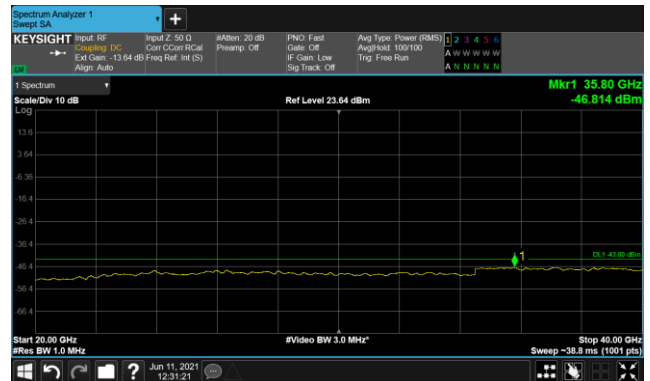 Spectrum Analyzer 1
Swept SA
+
KEYSIGHT Input: RF Input Z: 50 Ω #Atten: 20 dB PNO: Fast Avg Type: Power (RMS) 1 2 3 4 5 6
Coupling: DC Corr CCorr RCal Preamp: Off Gate: Off Avg|Hold: 100/100 A W W W W W
Ext Gain: -13.64 dB Freq Ref: Int (S) IF Gain: Low Trig: Free Run
Align: Auto Sig Track: Off A N N N N N
1 Spectrum
Mkr1 35.80 GHz
Scale/Div 10 dB Ref Level 23.64 dBm -46.814 dBm
Log
13.6
3.64
-6.36
-16.4
-26.4
-36.4
1
DL1 -43.00 dBm
-46.4
-56.4
-66.4
Start 20.00 GHz #Video BW 3.0 MHz* Stop 40.00 GHz
#Res BW 1.0 MHz Sweep ~38.8 ms (1001 pts)
? Jun 11, 2021
12:31:21